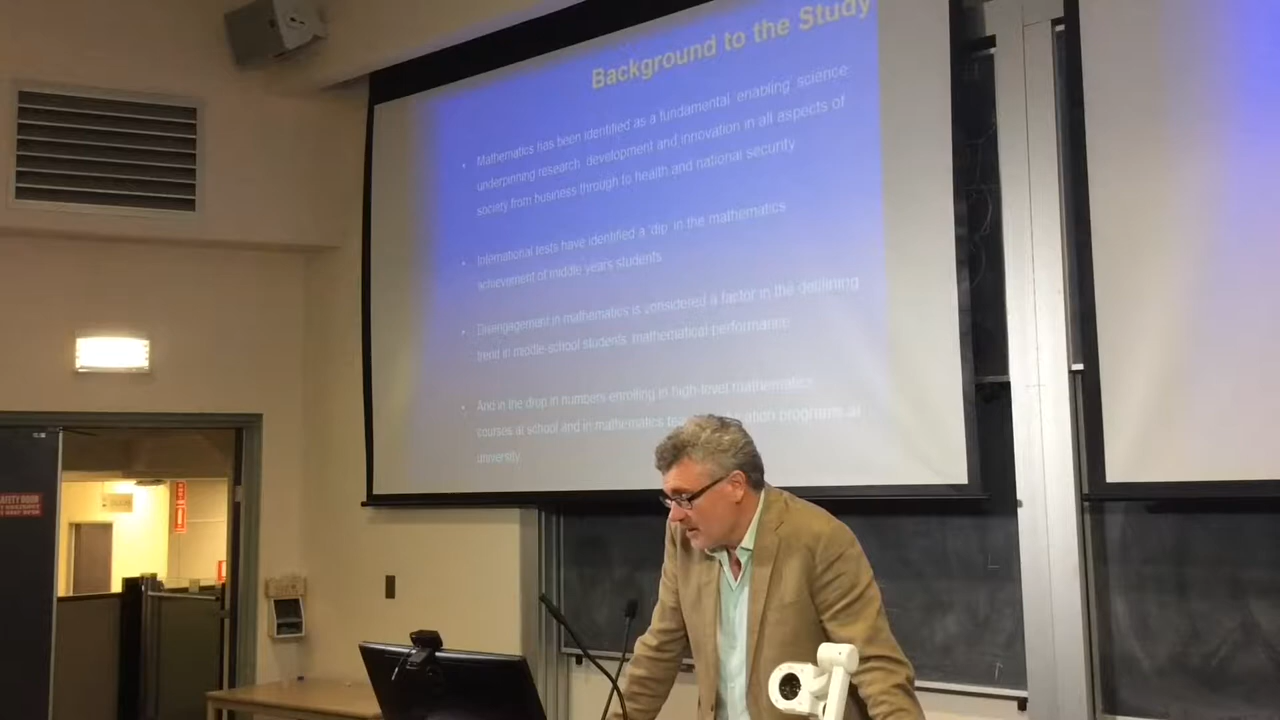 Background to the Study
• Mathematics has been identified as a fundamental 'enabling' science-
underpinning research, development and innovation in all aspects of
society from business through to health and national security
• International tests have identified a 'dip' in the mathematics
achievement of middle years students
• Disengagement in mathematics is considered a factor in the declining
trend in middle-school students' mathematical performance
• And in the drop in numbers enrolling in high-level mathematics
courses at school and in mathematics programs at
university.
SAFETY DOOR